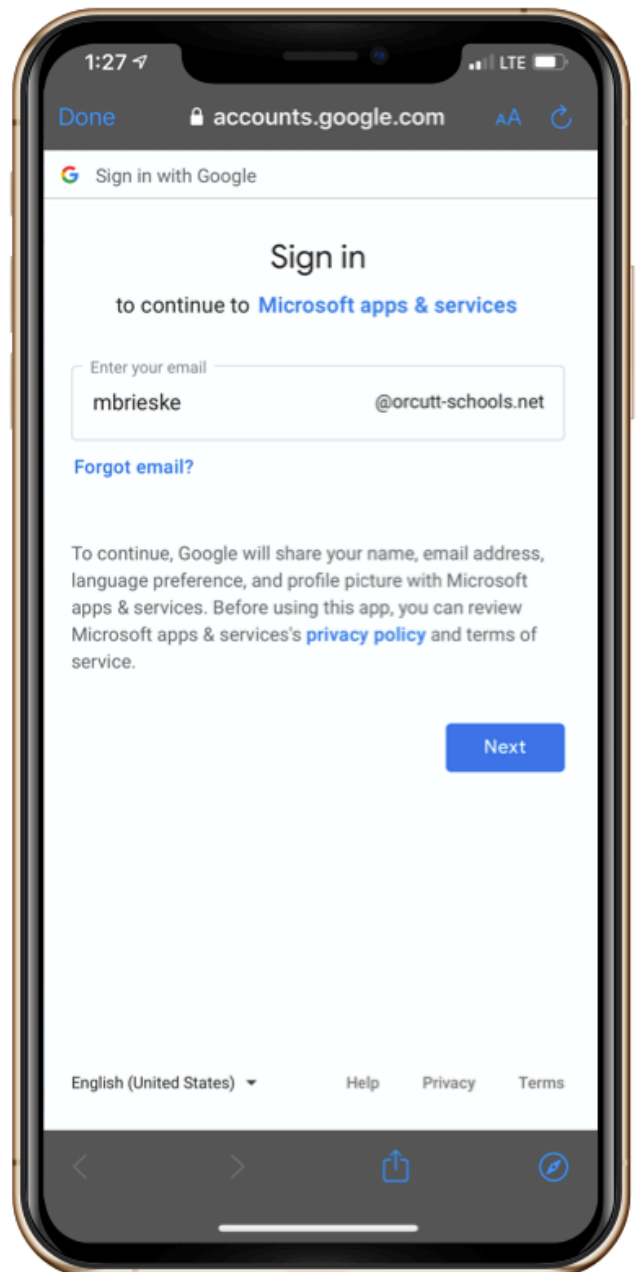 1:27 LTE
Done accounts.google.com AA
G Sign in with Google
Sign in
to continue to Microsoft apps & services
Enter your email
mbrieske @orcutt-schools.net
Forgot email?
To continue, Google will share your name, email address,
language preference, and profile picture with Microsoft
apps & services. Before using this app, you can review
Microsoft apps & services's privacy policy and terms of
service.
Next
English (United States) Help Privacy Terms